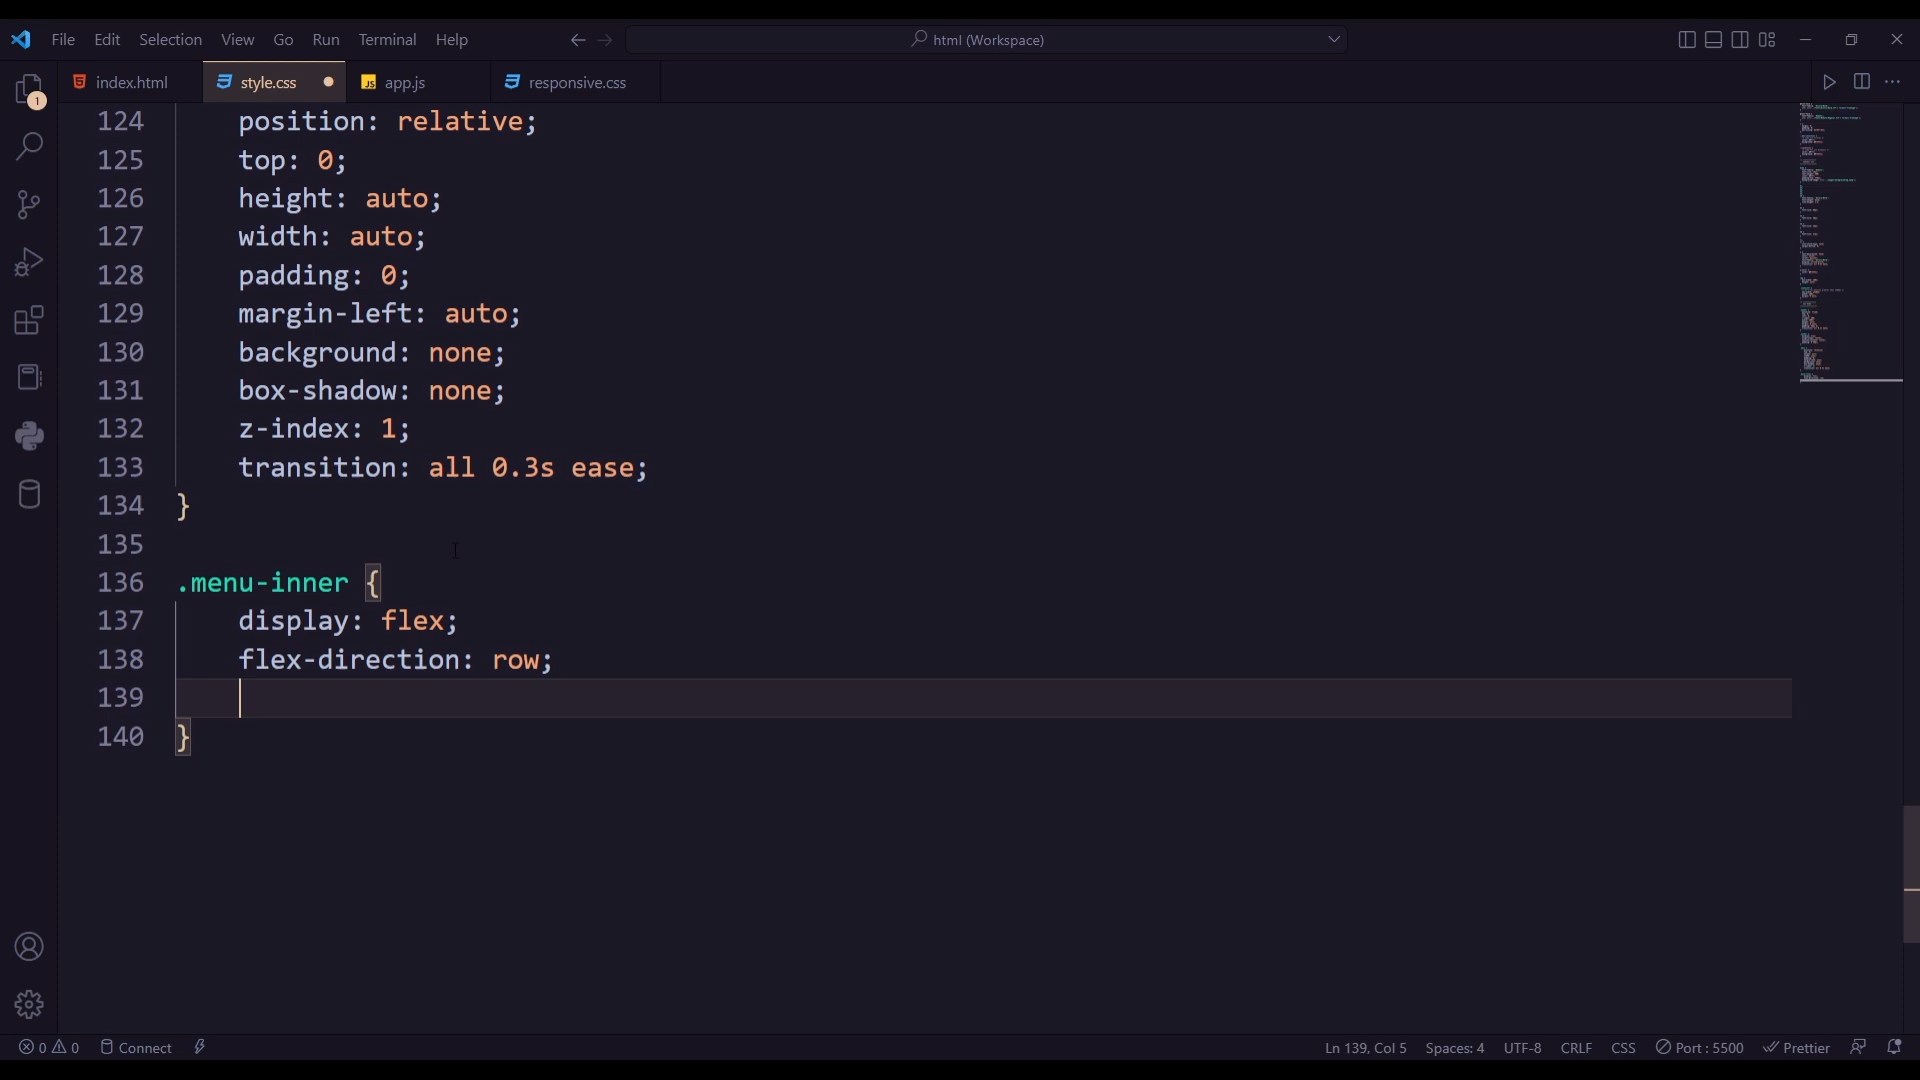 File Edit Selection View Go Run Terminal Help
html (Workspace)
index.html style.css app.js responsive.css
1
124 position: relative;
125 top: 0;
126 height: auto;
127 width: auto;
128 padding: 0;
129 margin-left: auto;
130 background: none;
131 box-shadow: none;
132 z-index: 1;
133 transition: all 0.3s ease;
134 }
135
136 .menu-inner {
137 display: flex;
138 flex-direction: row;
139
140 }
0 0 Connect Ln 139, Col 5 Spaces: 4 UTF-8 CRLF CSS Port : 5500 Prettier